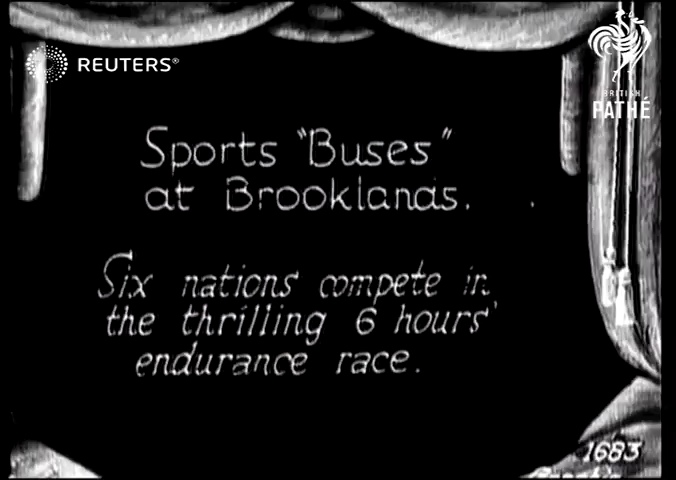 REUTERS®
BRITISH
PATHÉ
Sports "Buses"
at Brooklands.
Six nations compete in
the thrilling 6 hours'
endurance race.
1683